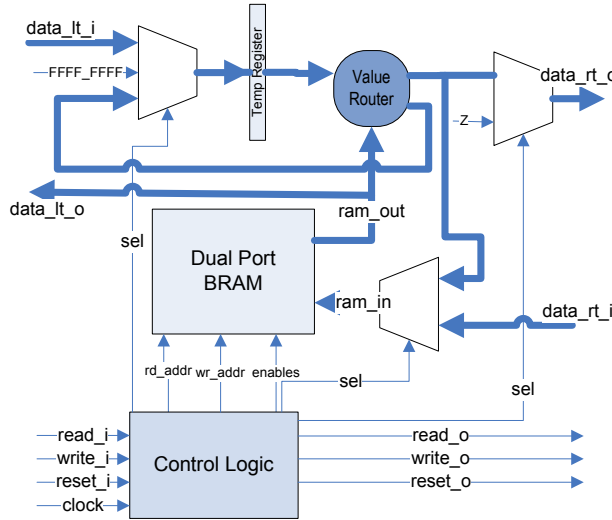 data_lt_i
FFFF_FFFF
Temp Register
Value
Router
data_rt_o
Z
data_lt_o
ram_out
sel
Dual Port
BRAM
ram_in
data_rt_i
rd_addr
wr_addr
enables
sel
sel
read_i
write_i
reset_i
clock
Control Logic
read_o
write_o
reset_o